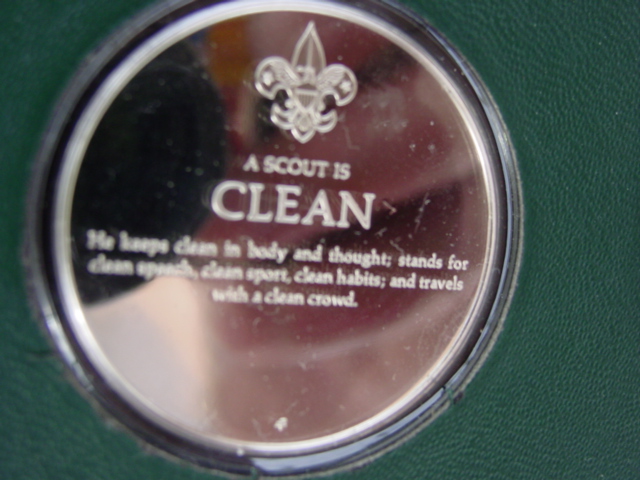 A SCOUT IS
CLEAN
He keeps clean in body and thought; stands for
clean speech, clean sport, clean habits; and travels
with a clean crowd.